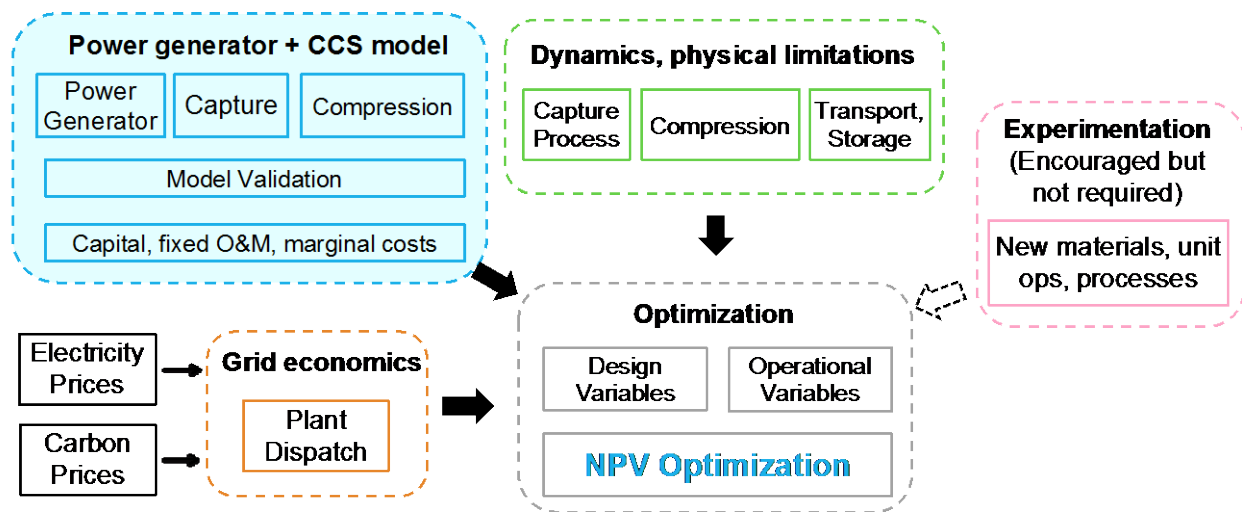 Power generator + CCS model
Power
Generator
Capture
Compression
Model Validation
Capital, fixed O&M, marginal costs
Dynamics, physical limitations
Capture
Process
Compression
Transport,
Storage
Experimentation
(Encouraged but
not required)
New materials, unit
ops, processes
Electricity
Prices
Carbon
Prices
Grid economics
Plant
Dispatch
Optimization
Design
Variables
Operational
Variables
NPV Optimization